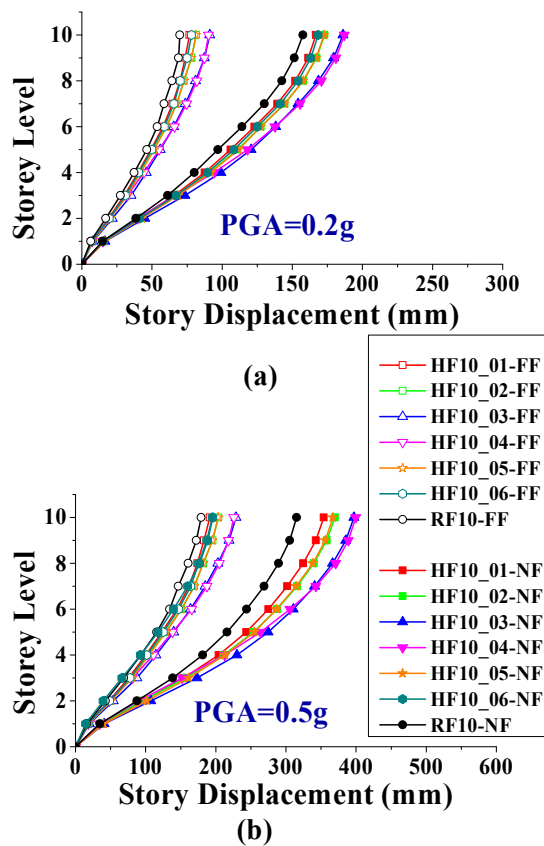 10
8
6
4
2
0
Storey Level
PGA=0.2g
0 50 100 150 200 250 300
Story Displacement (mm)
(a)
HF10_01-FF
HF10_02-FF
HF10_03-FF
HF10_04-FF
HF10_05-FF
HF10_06-FF
RF10-FF
HF10_01-NF
HF10_02-NF
HF10_03-NF
HF10_04-NF
HF10_05-NF
HF10_06-NF
RF10-NF
10
8
6
4
2
0
Storey Level
PGA=0.5g
0 100 200 300 400 500 600
Story Displacement (mm)
(b)